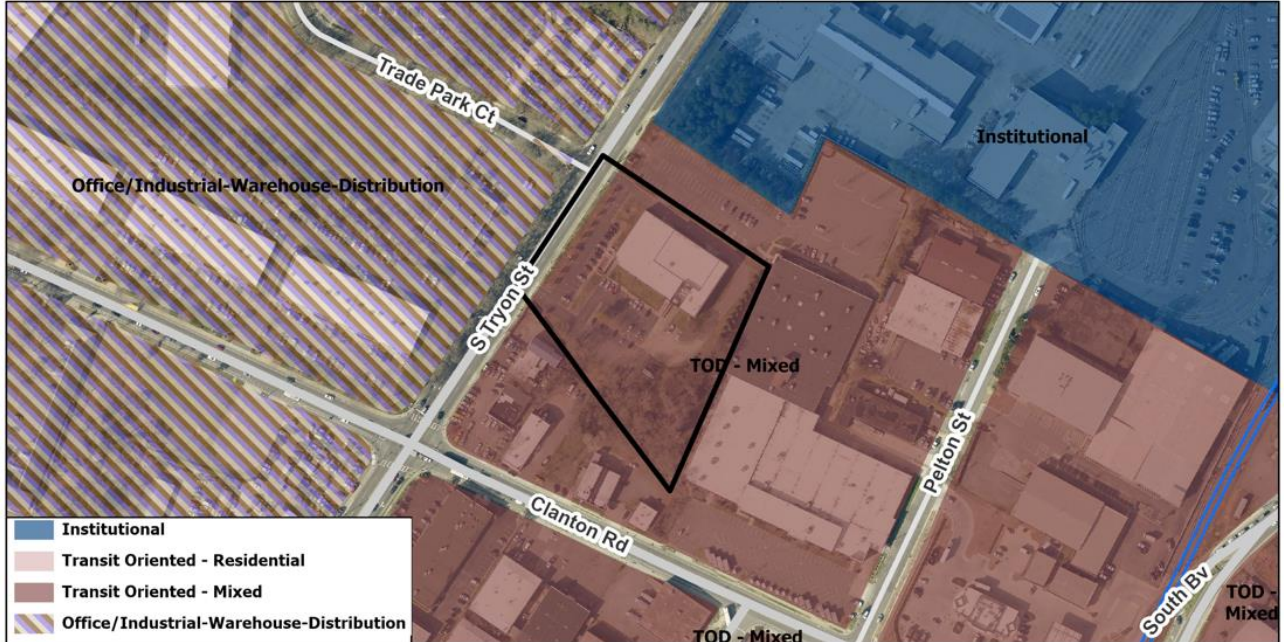 Trade Park Ct
Institutional
Office/Industrial-Warehouse-Distribution
S Tryon St
TOD - Mixed
Pelton St
Clanton Rd
South Bv
TOD -
Mixed
TOD - Mixed
Institutional
Transit Oriented - Residential
Transit Oriented - Mixed
Office/Industrial-Warehouse-Distribution